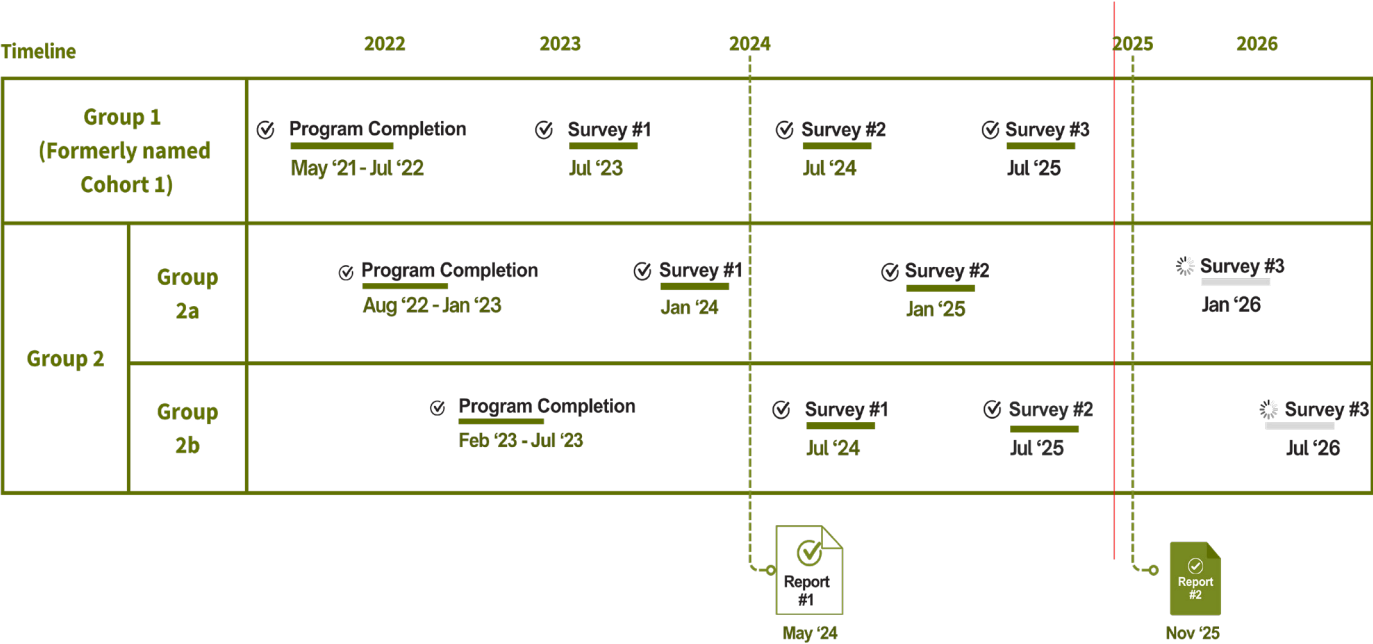 Timeline
2022
2023
2024
2025
2026
Group 1
(Formerly named
Cohort 1)
Program Completion
May ‘21 - Jul ‘22
Survey #1
Jul ‘23
Survey #2
Jul ‘24
Survey #3
Jul ‘25
Group 2
Group
2a
Program Completion
Aug ‘22 - Jan ‘23
Survey #1
Jan ‘24
Survey #2
Jan ‘25
Survey #3
Jan ‘26
Group
2b
Program Completion
Feb ‘23 - Jul ‘23
Survey #1
Jul ‘24
Survey #2
Jul ‘25
Survey #3
Jul ‘26
Report
#1
May ‘24
Report
#2
Nov ‘25